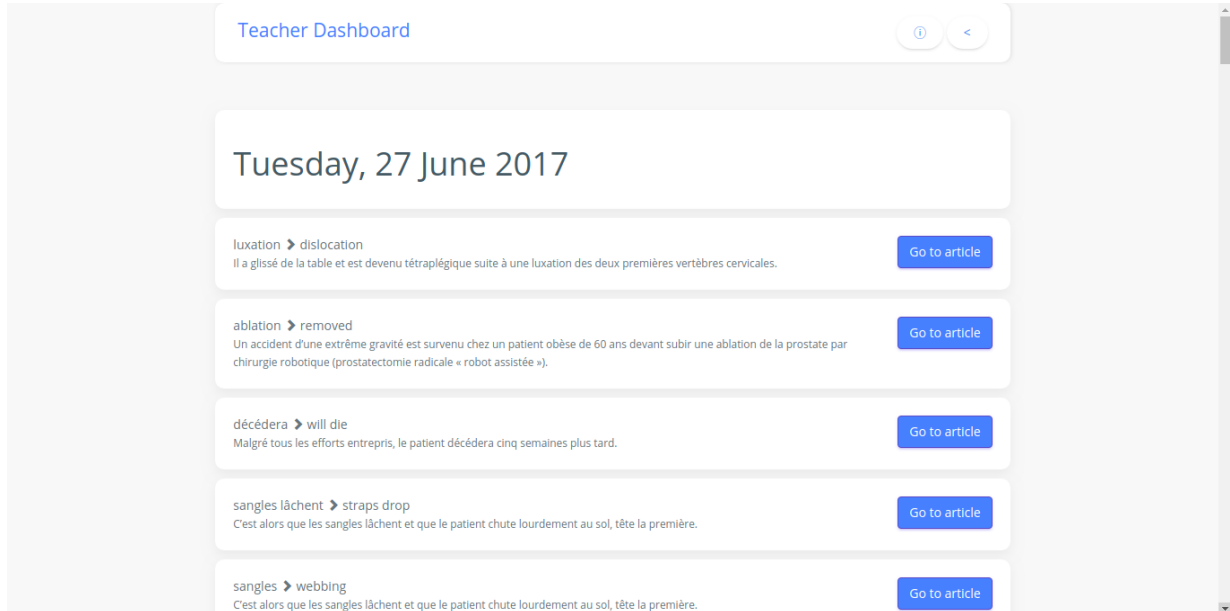 Teacher Dashboard
<
Tuesday, 27 June 2017
luxation > dislocation
Go to article
Il a glissé de la table et est devenu tétraplégique suite à une luxation des deux premières vertèbres cervicales.
ablation > removed
Go to article
Un accident d'une extrême gravité est survenu chez un patient obèse de 60 ans devant subir une ablation de la prostate par
chirurgie robotique (prostatectomie radicale « robot assistée »).
décédera > will die
Go to article
Malgré tous les efforts entrepris, le patient décédera cinq semaines plus tard.
sangles lâchent > straps drop
Go to article
C'est alors que les sangles lâchent et que le patient chute lourdement au sol, tête la première.
sangles > webbing
Go to article
C'est alors que les sangles lâchent et que le patient chute lourdement au sol, tête la première.